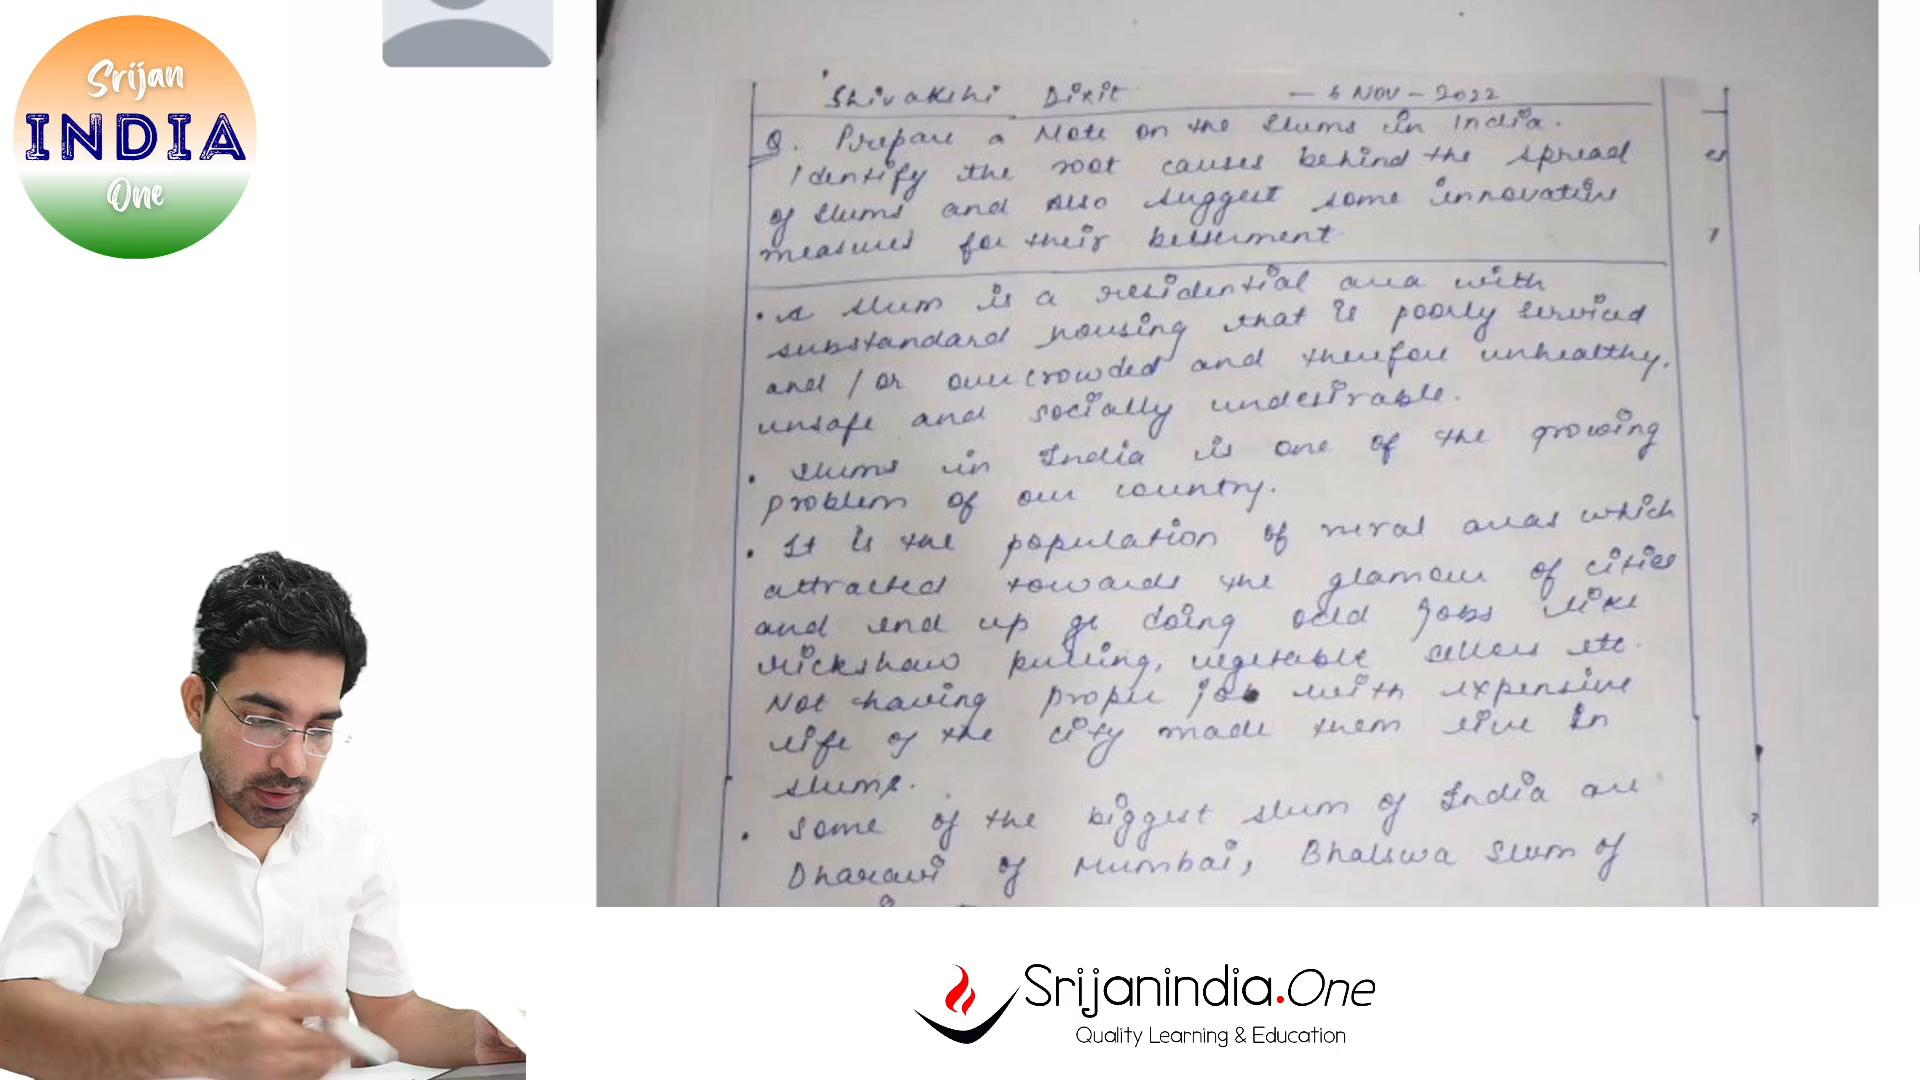 Srijan
INDIA
One
Shivakshi Dixit - 6 NOV - 2022
Q. Prepare a Note on the Slums in India.
Identify the root causes behind the spread
of slums and also suggest some innovative
measures for their betterment
• A slum is a residential area with
substandard housing that is poorly serviced
and / or overcrowded and therefore unhealthy,
unsafe and socially undesirable.
• Slums in India is one of the growing
problem of our country.
• It is the population of rural areas which
attracted towards the glamour of cities
and end up doing odd jobs like
rickshaw pulling, vegetable sellers etc.
Not having proper job with expensive
life of the city made them live in
slums.
• Some of the biggest slum of India are
Dharavi of Mumbai, Bhalswa Slum of
Srijanindia.One
Quality Learning & Education